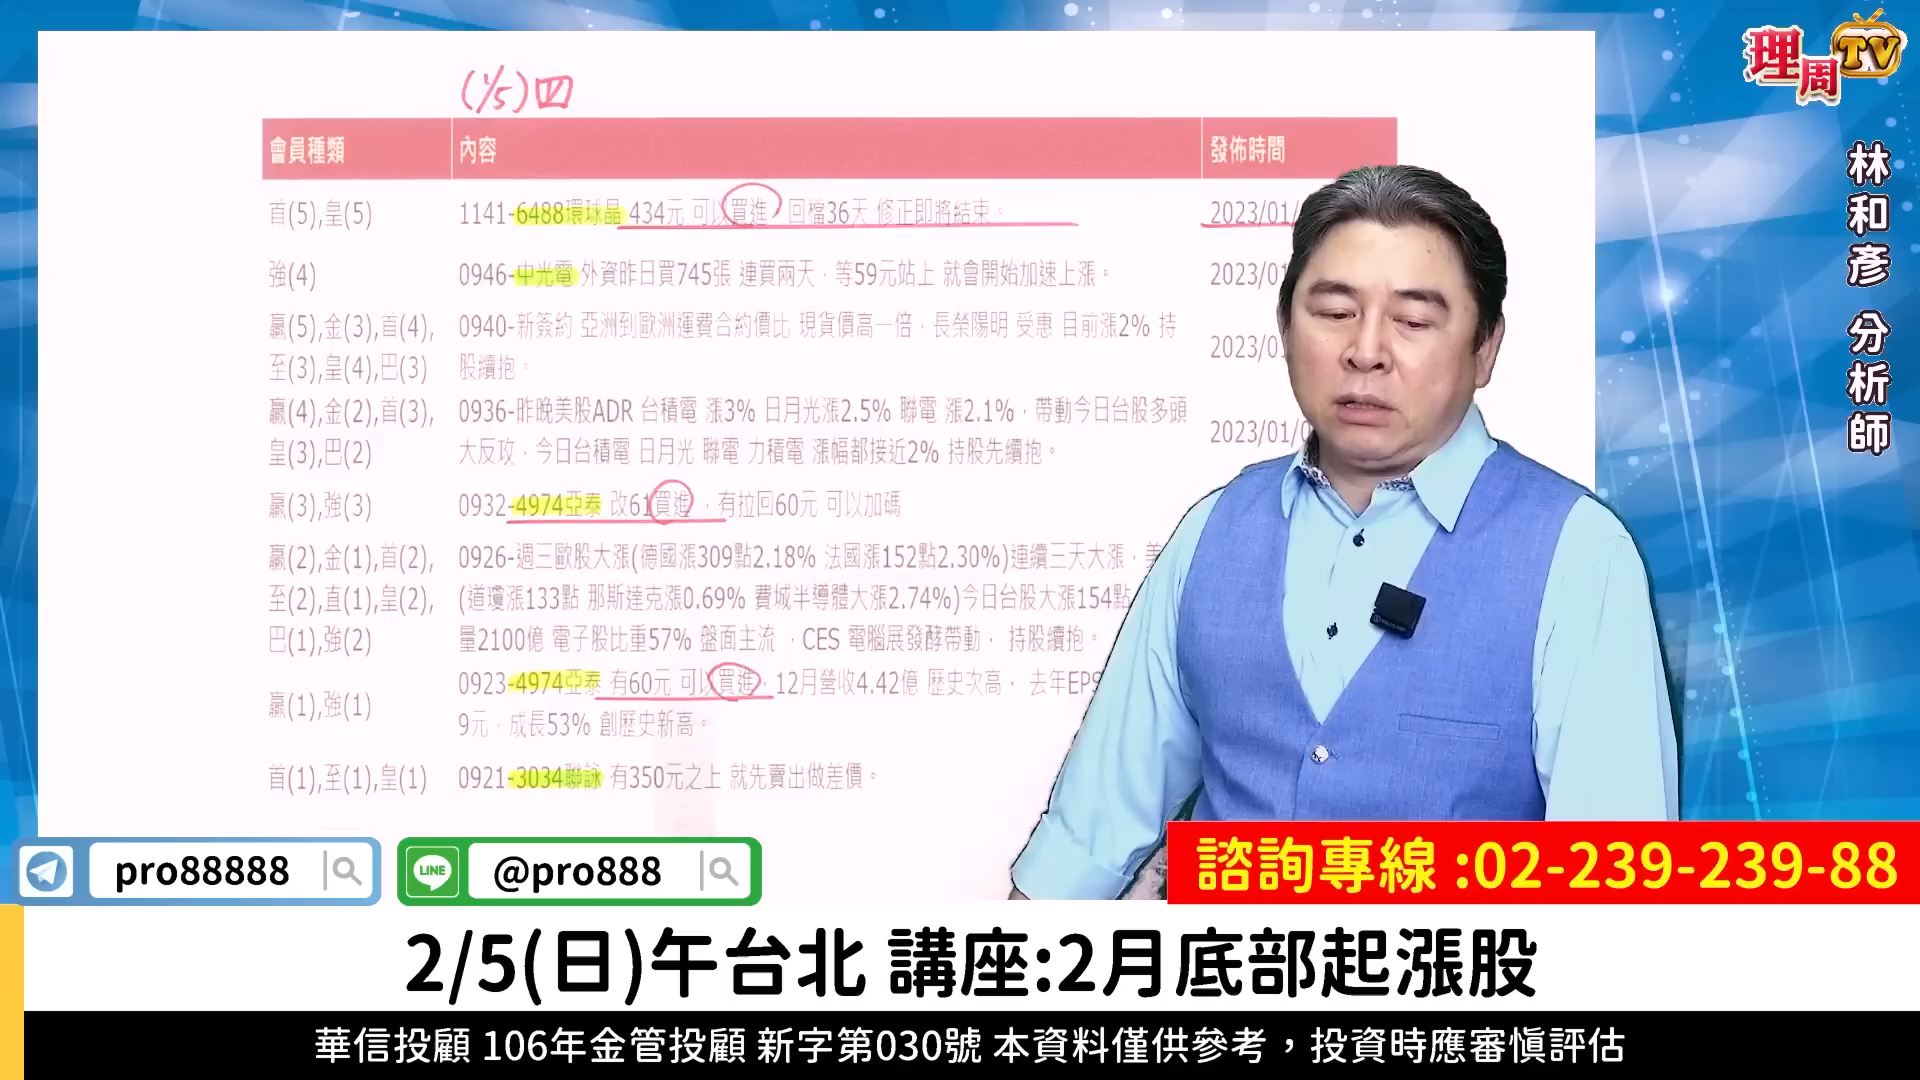 (1/5)四
會員種類 內容 發佈時間
首(5),皇(5) 1141-6488環球晶 434元 可以買進，回檔36天 修正即將結束。 2023/01/
強(4) 0946-中光電 外資昨日買745張 連買兩天，等59元站上 就會開始加速上漲。 2023/01
贏(5),金(3),首(4), 0940-新簽約 亞洲到歐洲運費合約價比 現貨價高一倍，長榮陽明 受惠 目前漲2% 持
至(3),皇(4),巴(3) 股續抱。 2023/01
贏(4),金(2),首(3), 0936-昨晚美股ADR 台積電 漲3% 日月光漲2.5% 聯電 漲2.1%，帶動今日台股多頭
皇(3),巴(2) 大反攻，今日台積電 日月光 聯電 力積電 漲幅都接近2% 持股先續抱。 2023/01/0
贏(3),強(3) 0932-4974亞泰 改61買進，有拉回60元 可以加碼
贏(2),金(1),首(2), 0926-週三歐股大漲(德國漲309點2.18% 法國漲152點2.30%)連續三天大漲，美
至(2),直(1),皇(2), (道瓊漲133點 那斯達克漲0.69% 費城半導體大漲2.74%)今日台股大漲154點
巴(1),強(2) 量2100億 電子股比重57% 盤面主流 ，CES 電腦展發酵帶動， 持股續抱。
贏(1),強(1) 0923-4974亞泰 有60元 可以買進，12月營收4.42億 歷史次高， 去年EPS
9元，成長53% 創歷史新高。
首(1),至(1),皇(1) 0921-3034聯詠 有350元之上 就先賣出做差價。
理周TV
林和彥 分析師
pro88888
LINE @pro888
諮詢專線 :02-239-239-88
2/5(日)午台北 講座:2月底部起漲股
華信投顧 106年金管投顧 新字第030號 本資料僅供參考，投資時應審慎評估